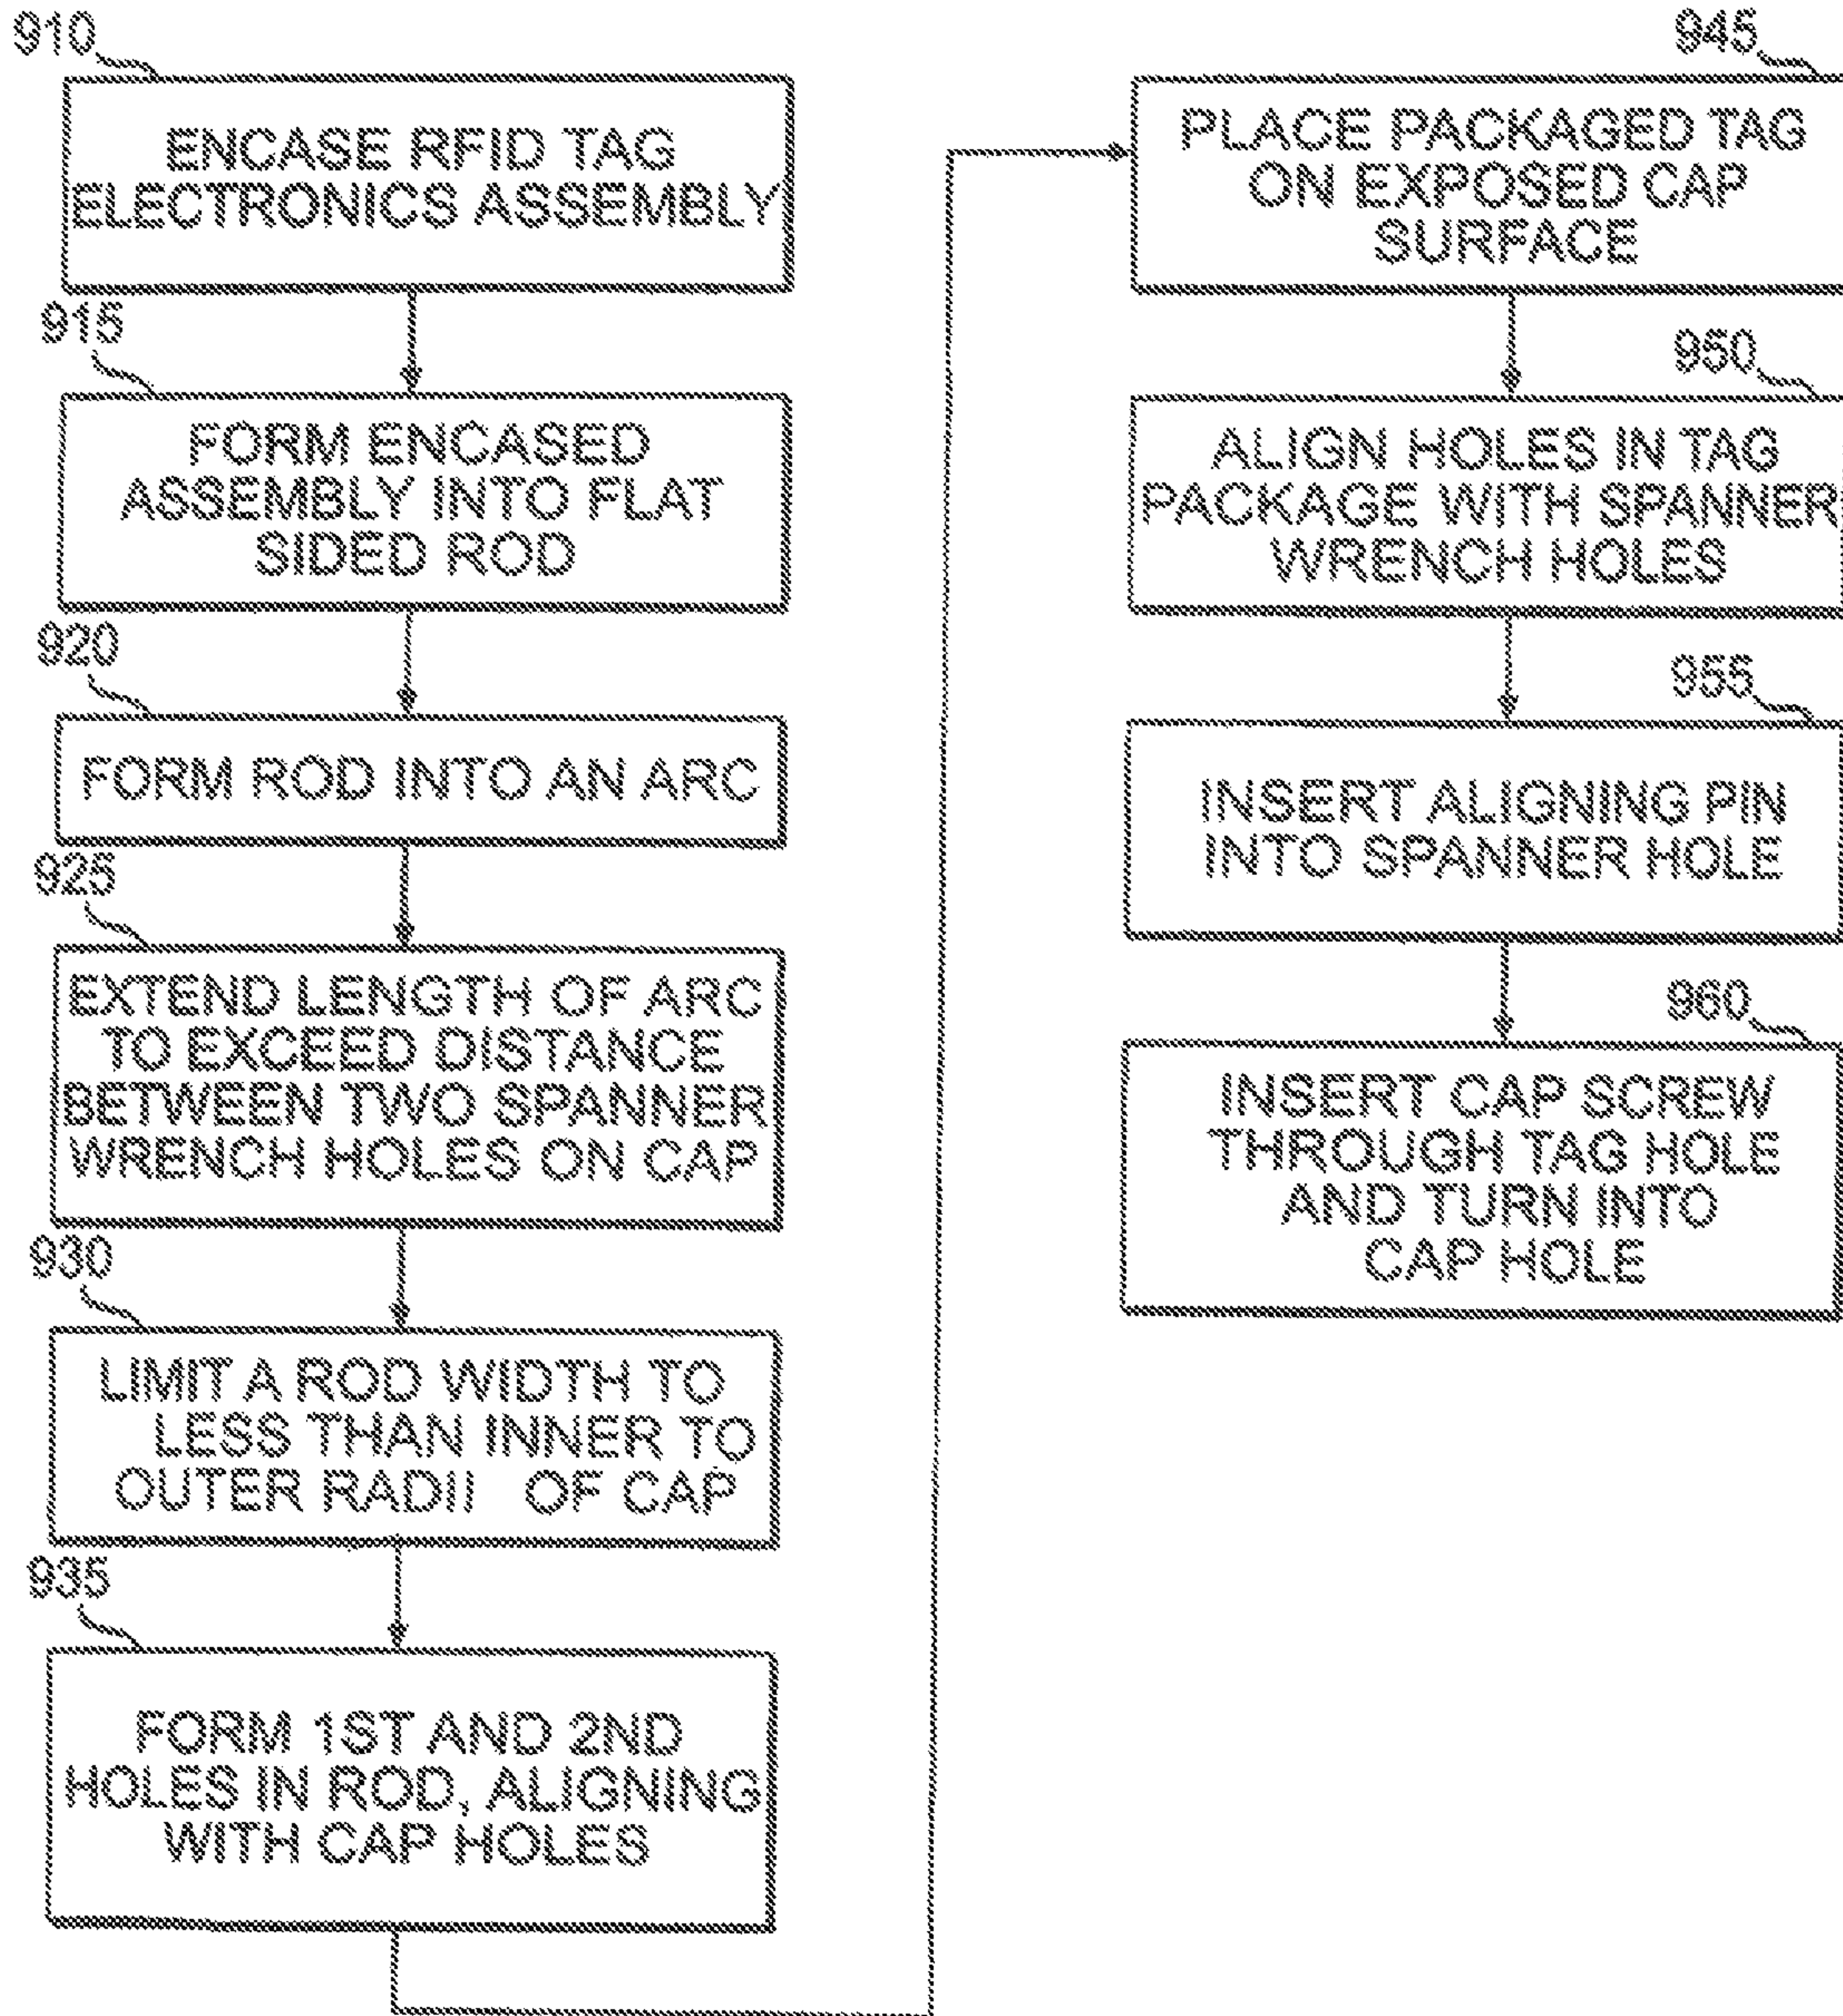 910
ENCASE RFID TAG
ELECTRONICS ASSEMBLY
915
FORM ENCASED
ASSEMBLY INTO FLAT
SIDED ROD
920
FORM ROD INTO AN ARC
925
EXTEND LENGTH OF ARC
TO EXCEED DISTANCE
BETWEEN TWO SPANNER
WRENCH HOLES ON CAP
930
LIMIT A ROD WIDTH TO
LESS THAN INNER TO
OUTER RADII OF CAP
935
FORM 1ST AND 2ND
HOLES IN ROD, ALIGNING
WITH CAP HOLES
945
PLACE PACKAGED TAG
ON EXPOSED CAP
SURFACE
950
ALIGN HOLES IN TAG
PACKAGE WITH SPANNER
WRENCH HOLES
955
INSERT ALIGNING PIN
INTO SPANNER HOLE
960
INSERT CAP SCREW
THROUGH TAG HOLE
AND TURN INTO
CAP HOLE